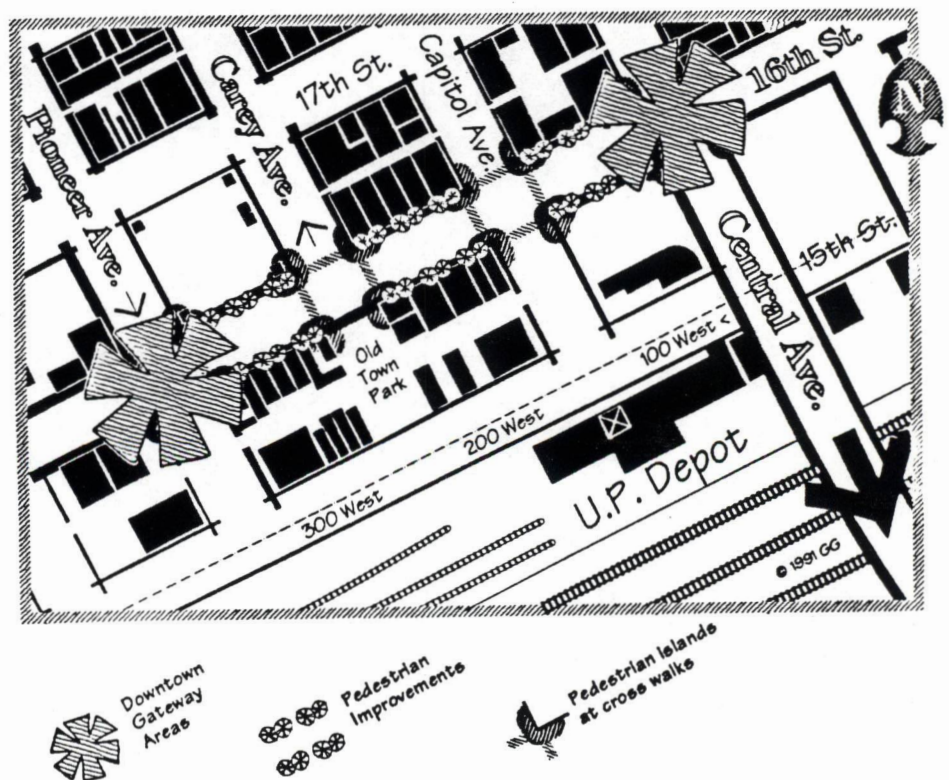 16th St.
Capitol Ave.
Carey Ave.
17th St.
N
Pioneer Ave.
15th St.
Central Ave.
100 West <
Old
Town
Park
200 West
U.P. Depot
300 West
© 1991 GG
Downtown
Gateway
Areas
Pedestrian
Improvements
Pedestrian Islands
at cross walks